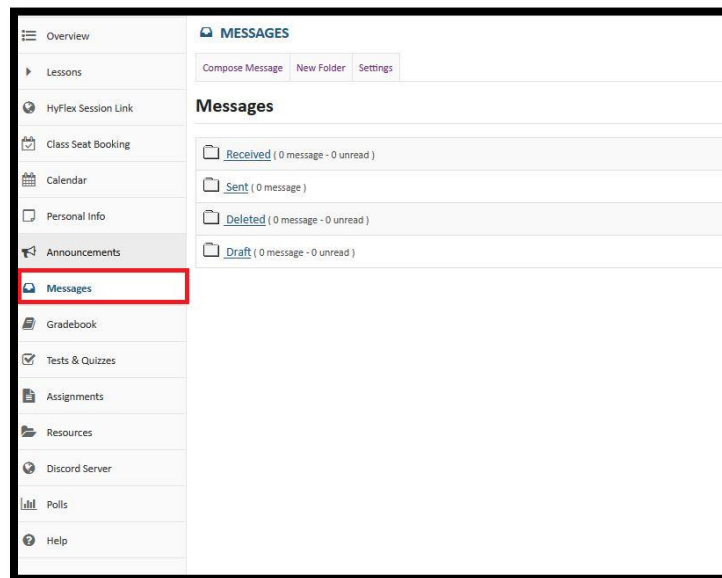 Overview
Lessons
HyFlex Session Link
Class Seat Booking
Calendar
Personal Info
Announcements
Messages
Gradebook
Tests & Quizzes
Assignments
Resources
Discord Server
Polls
Help
MESSAGES
Compose Message New Folder Settings
Messages
Received ( 0 message - 0 unread )
Sent ( 0 message )
Deleted ( 0 message - 0 unread )
Draft ( 0 message - 0 unread )